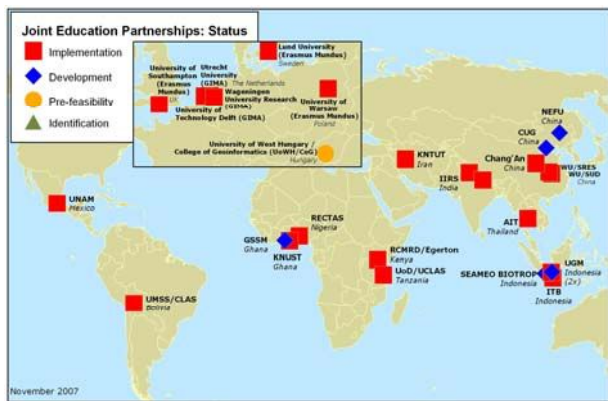 Joint Education Partnerships: Status
Implementation
Development
Pre-feasibility
Identification
Lund University
(Erasmus Mundus)
Sweden
University of
Southampton
(Erasmus
Mundus)
UK
Utrecht
University
(GIMA)
The Netherlands
Wageningen
University Research
(GIMA)
University of
Technology Delft (GIMA)
University of
Warsaw
(Erasmus Mundus)
Poland
University of West Hungary /
College of Geoinformatics (UoWH/CoG)
Hungary
NEFU
China
CUG
China
Chang'An
China
WU/SRES
WU/SUD
China
KNTUT
Iran
IIRS
India
AIT
Thailand
UNAM
Mexico
RECTAS
Nigeria
GSSM
Ghana
KNUST
Ghana
RCMRD/Egerton
Kenya
UoD/UCLAS
Tanzania
SEAMEO BIOTROP
Indonesia
UGM
Indonesia
(2x)
ITB
Indonesia
UMSS/CLAS
Bolivia
November 2007